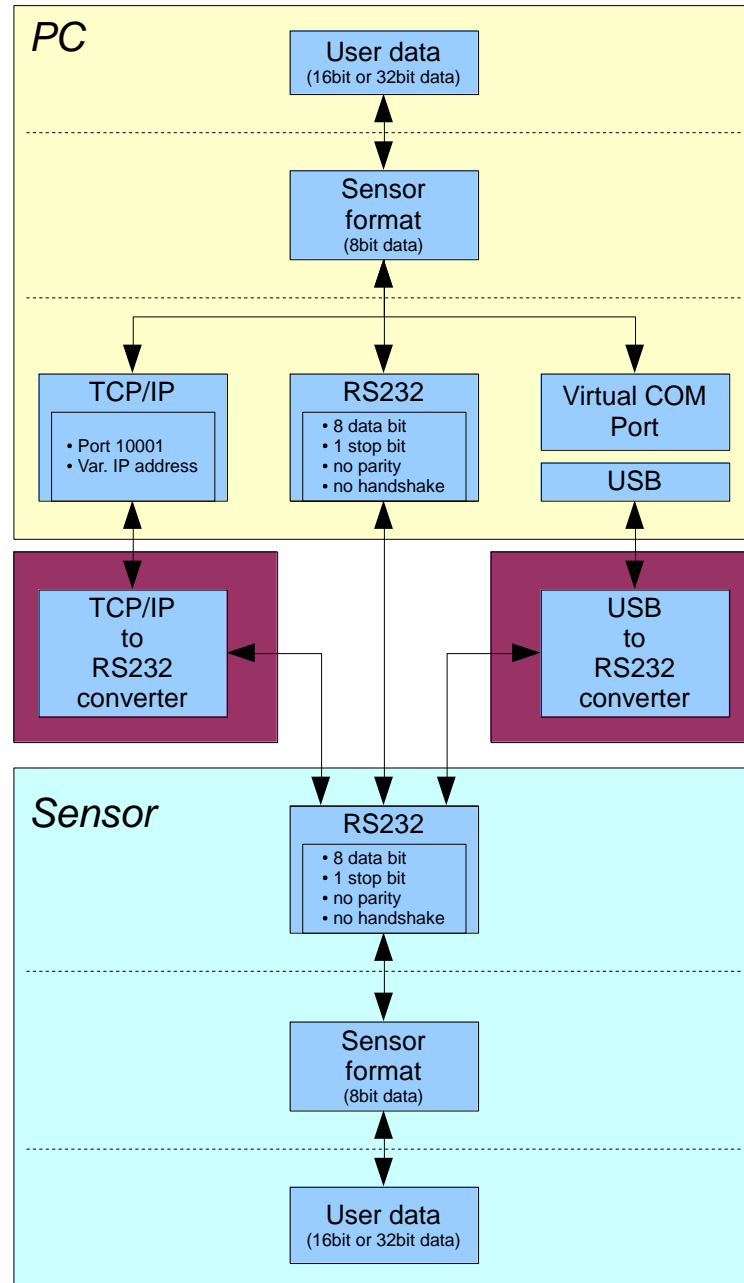 PC
User data
(16bit or 32bit data)
Sensor
format
(8bit data)
TCP/IP
• Port 10001
• Var. IP address
RS232
• 8 data bit
• 1 stop bit
• no parity
• no handshake
Virtual COM
Port
USB
TCP/IP
to
RS232
converter
USB
to
RS232
converter
Sensor
RS232
• 8 data bit
• 1 stop bit
• no parity
• no handshake
Sensor
format
(8bit data)
User data
(16bit or 32bit data)